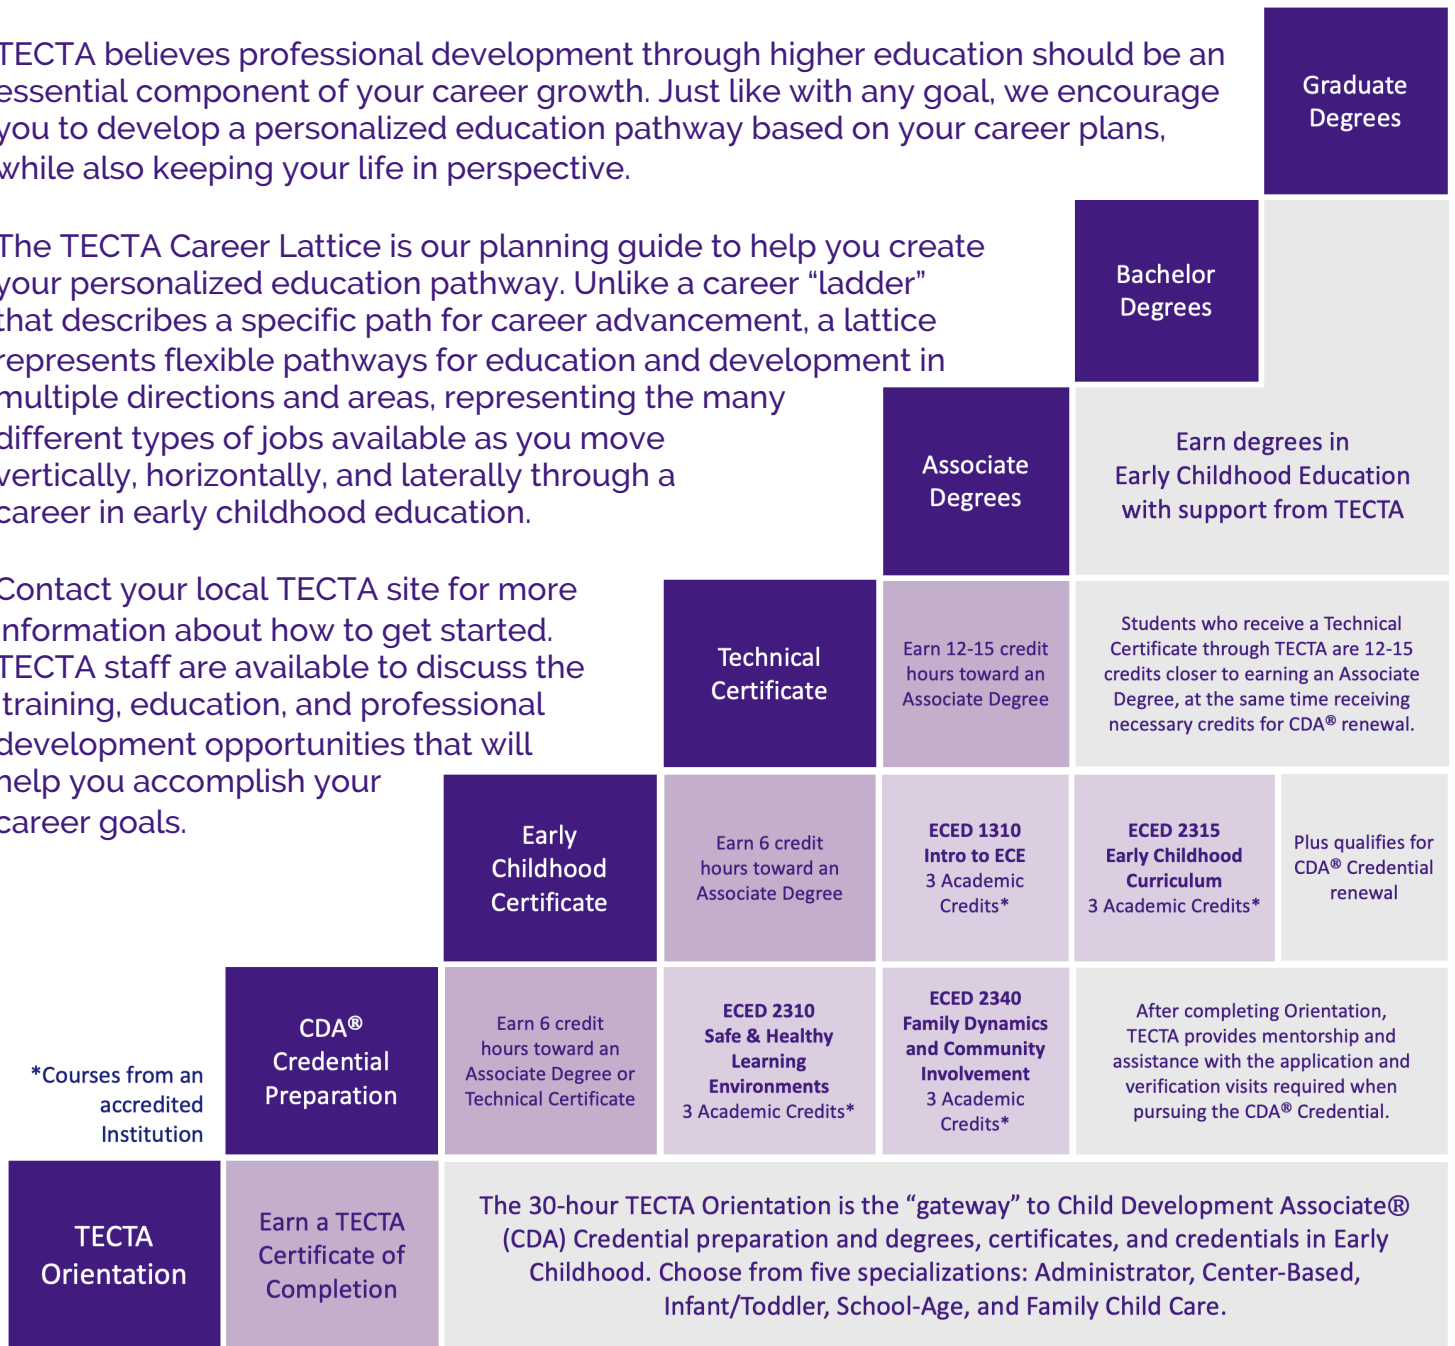 TECTA believes professional development through higher education should be an
essential component of your career growth. Just like with any goal, we encourage
you to develop a personalized education pathway based on your career plans,
while also keeping your life in perspective.
The TECTA Career Lattice is our planning guide to help you create
your personalized education pathway. Unlike a career “ladder”
that describes a specific path for career advancement, a lattice
represents flexible pathways for education and development in
multiple directions and areas, representing the many
different types of jobs available as you move
vertically, horizontally, and laterally through a
career in early childhood education.
Contact your local TECTA site for more
information about how to get started.
TECTA staff are available to discuss the
training, education, and professional
development opportunities that will
help you accomplish your
career goals.
Graduate
Degrees
Bachelor
Degrees
Associate
Degrees
Earn degrees in
Early Childhood Education
with support from TECTA
Technical
Certificate
Earn 12-15 credit
hours toward an
Associate Degree
Students who receive a Technical
Certificate through TECTA are 12-15
credits closer to earning an Associate
Degree, at the same time receiving
necessary credits for CDA® renewal.
Early
Childhood
Certificate
Earn 6 credit
hours toward an
Associate Degree
ECED 1310
Intro to ECE
3 Academic
Credits*
ECED 2315
Early Childhood
Curriculum
3 Academic Credits*
Plus qualifies for
CDA® Credential
renewal
*Courses from an
accredited
Institution
CDA®
Credential
Preparation
Earn 6 credit
hours toward an
Associate Degree or
Technical Certificate
ECED 2310
Safe & Healthy
Learning
Environments
3 Academic Credits*
ECED 2340
Family Dynamics
and Community
Involvement
3 Academic
Credits*
After completing Orientation,
TECTA provides mentorship and
assistance with the application and
verification visits required when
pursuing the CDA® Credential.
TECTA
Orientation
Earn a TECTA
Certificate of
Completion
The 30-hour TECTA Orientation is the “gateway” to Child Development Associate®
(CDA) Credential preparation and degrees, certificates, and credentials in Early
Childhood. Choose from five specializations: Administrator, Center-Based,
Infant/Toddler, School-Age, and Family Child Care.